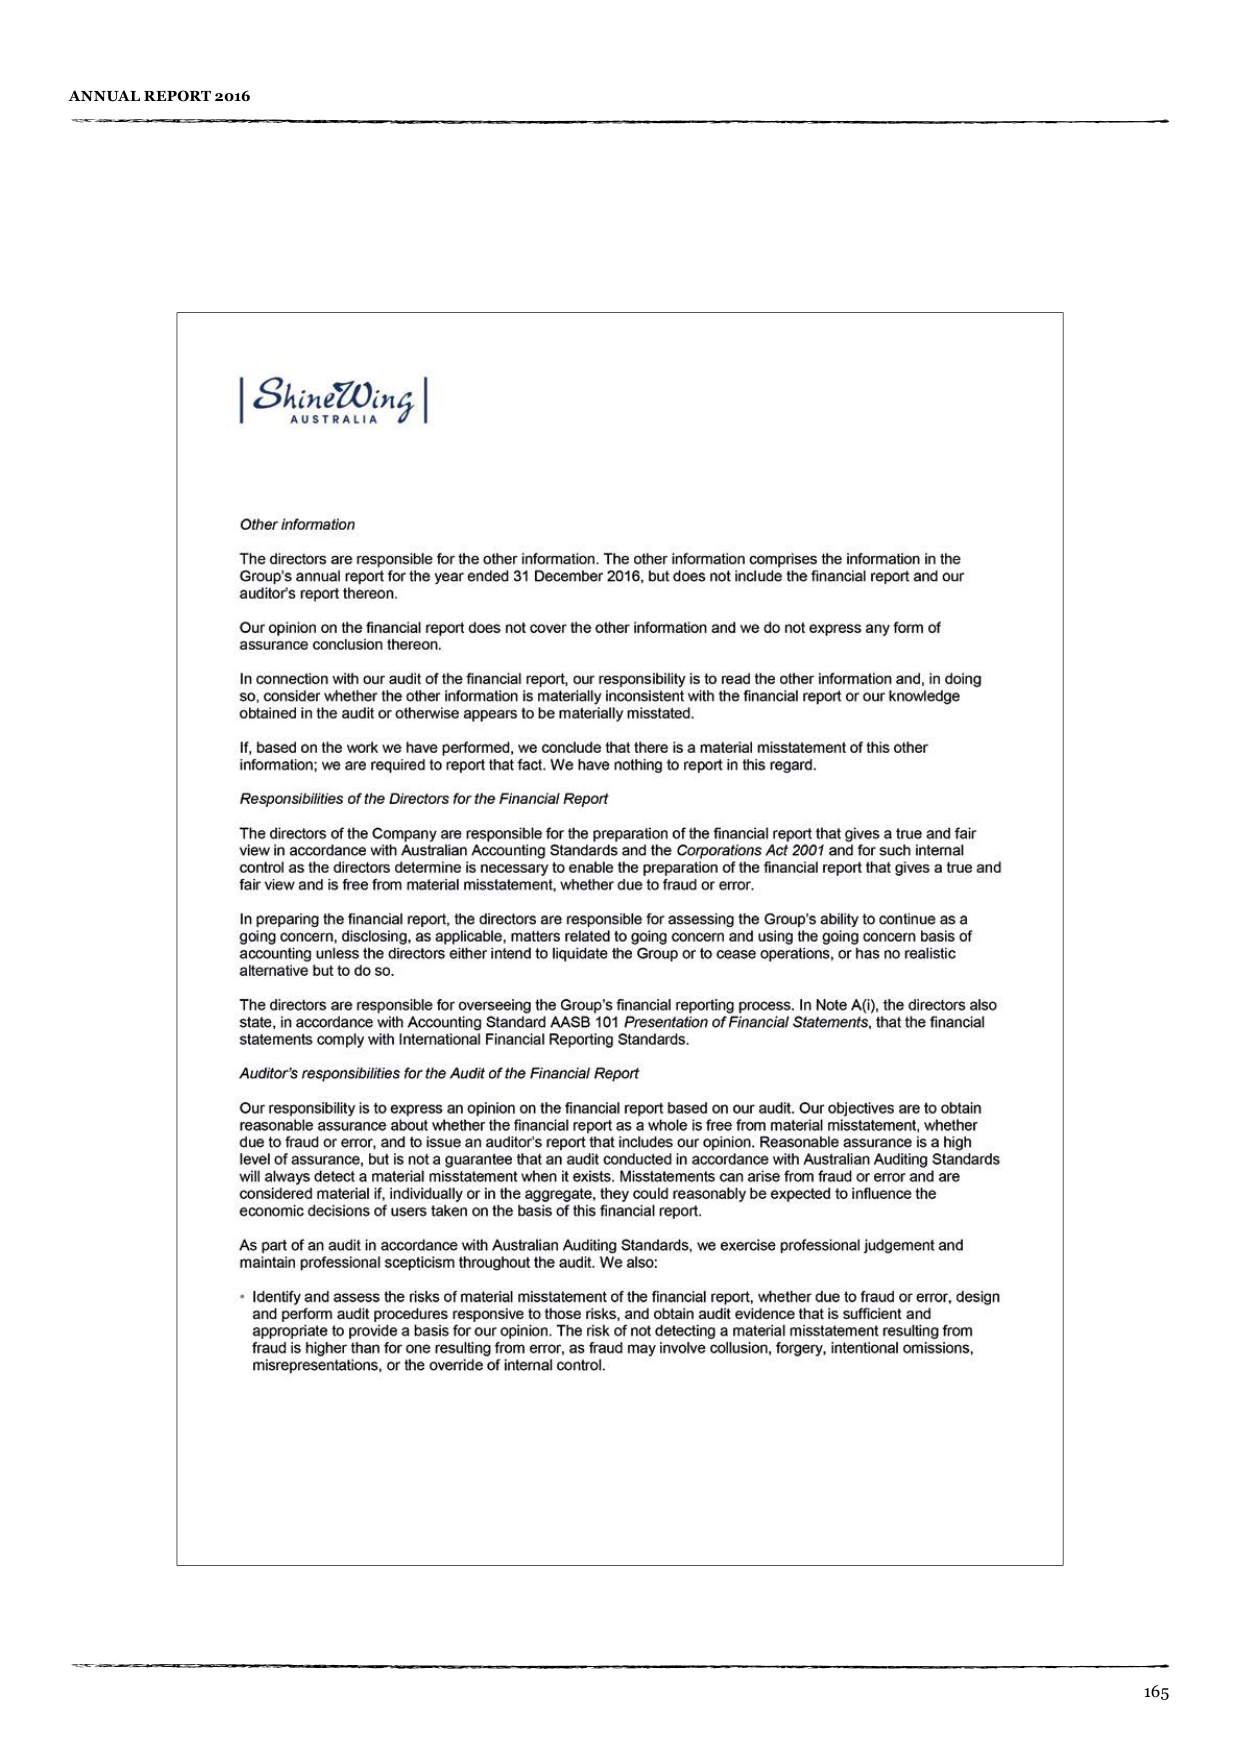 ANNUAL REPORT 2016
ShineWing
AUSTRALIA
Other information
The directors are responsible for the other information. The other information comprises the information in the
Group's annual report for the year ended 31 December 2016, but does not include the financial report and our
auditor's report thereon.
Our opinion on the financial report does not cover the other information and we do not express any form of
assurance conclusion thereon.
In connection with our audit of the financial report, our responsibility is to read the other information and, in doing
so, consider whether the other information is materially inconsistent with the financial report or our knowledge
obtained in the audit or otherwise appears to be materially misstated.
If, based on the work we have performed, we conclude that there is a material misstatement of this other
information; we are required to report that fact. We have nothing to report in this regard.
Responsibilities of the Directors for the Financial Report
The directors of the Company are responsible for the preparation of the financial report that gives a true and fair
view in accordance with Australian Accounting Standards and the Corporations Act 2001 and for such internal
control as the directors determine is necessary to enable the preparation of the financial report that gives a true and
fair view and is free from material misstatement, whether due to fraud or error.
In preparing the financial report, the directors are responsible for assessing the Group's ability to continue as a
going concern, disclosing, as applicable, matters related to going concern and using the going concern basis of
accounting unless the directors either intend to liquidate the Group or to cease operations, or has no realistic
alternative but to do so.
The directors are responsible for overseeing the Group's financial reporting process. In Note A(i), the directors also
state, in accordance with Accounting Standard AASB 101 Presentation of Financial Statements, that the financial
statements comply with International Financial Reporting Standards.
Auditor's responsibilities for the Audit of the Financial Report
Our responsibility is to express an opinion on the financial report based on our audit. Our objectives are to obtain
reasonable assurance about whether the financial report as a whole is free from material misstatement, whether
due to fraud or error, and to issue an auditor's report that includes our opinion. Reasonable assurance is a high
level of assurance, but is not a guarantee that an audit conducted in accordance with Australian Auditing Standards
will always detect a material misstatement when it exists. Misstatements can arise from fraud or error and are
considered material if, individually or in the aggregate, they could reasonably be expected to influence the
economic decisions of users taken on the basis of this financial report.
As part of an audit in accordance with Australian Auditing Standards, we exercise professional judgement and
maintain professional scepticism throughout the audit. We also:
• Identify and assess the risks of material misstatement of the financial report, whether due to fraud or error, design
and perform audit procedures responsive to those risks, and obtain audit evidence that is sufficient and
appropriate to provide a basis for our opinion. The risk of not detecting a material misstatement resulting from
fraud is higher than for one resulting from error, as fraud may involve collusion, forgery, intentional omissions,
misrepresentations, or the override of internal control.
165